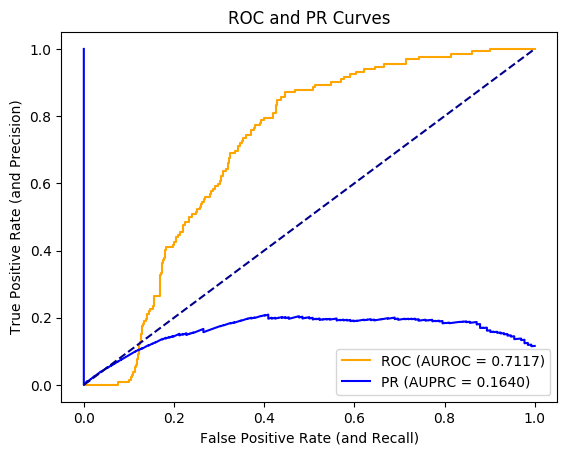 ROC and PR Curves
True Positive Rate (and Precision)
1.0
0.8
0.6
0.4
0.2
0.0
ROC (AUROC = 0.7117)
PR (AUPRC = 0.1640)
0.0 0.2 0.4 0.6 0.8 1.0
False Positive Rate (and Recall)